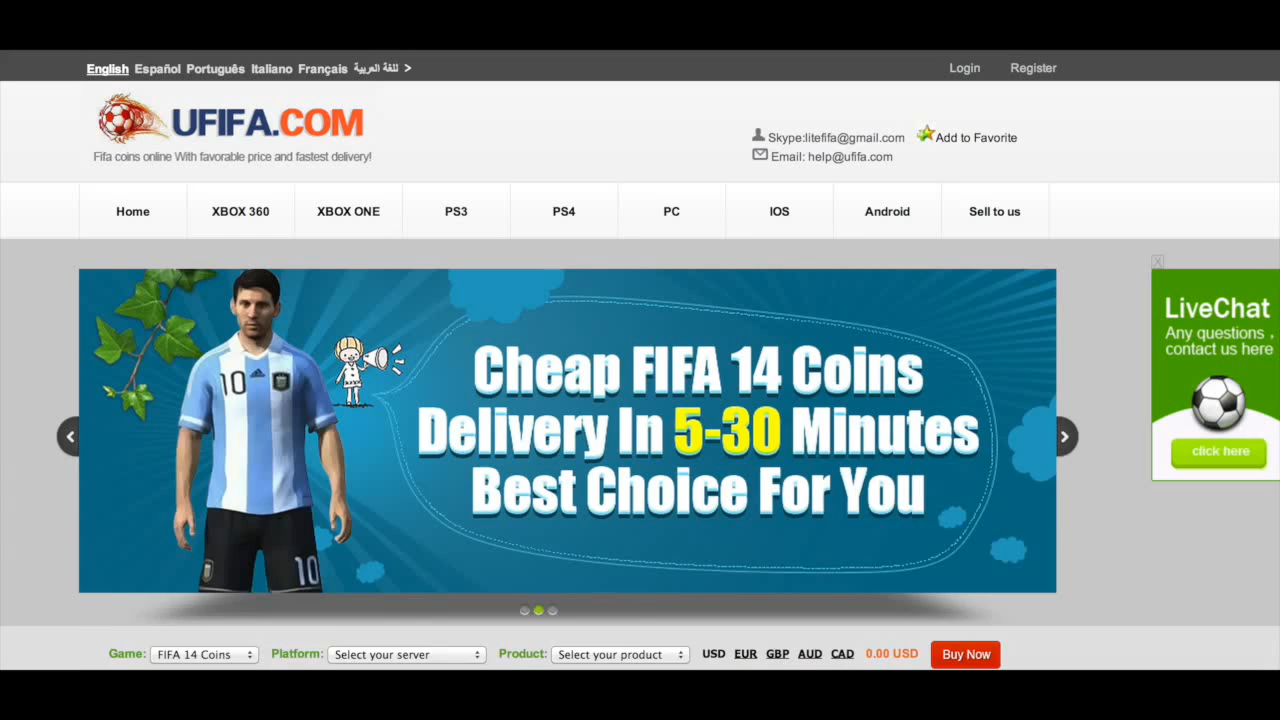 English Español Português Italiano Français للغة العربية >
Login Register
UFIFA.COM
Fifa coins online With favorable price and fastest delivery!
Skype:litefifa@gmail.com Add to Favorite
Email: help@ufifa.com
Home XBOX 360 XBOX ONE PS3 PS4 PC IOS Android Sell to us
X
10
10
Cheap FIFA 14 Coins
Delivery In 5-30 Minutes
Best Choice For You
LiveChat
Any questions ,
contact us here
click here
Game: FIFA 14 Coins Platform: Select your server Product: Select your product USD EUR GBP AUD CAD 0.00 USD Buy Now